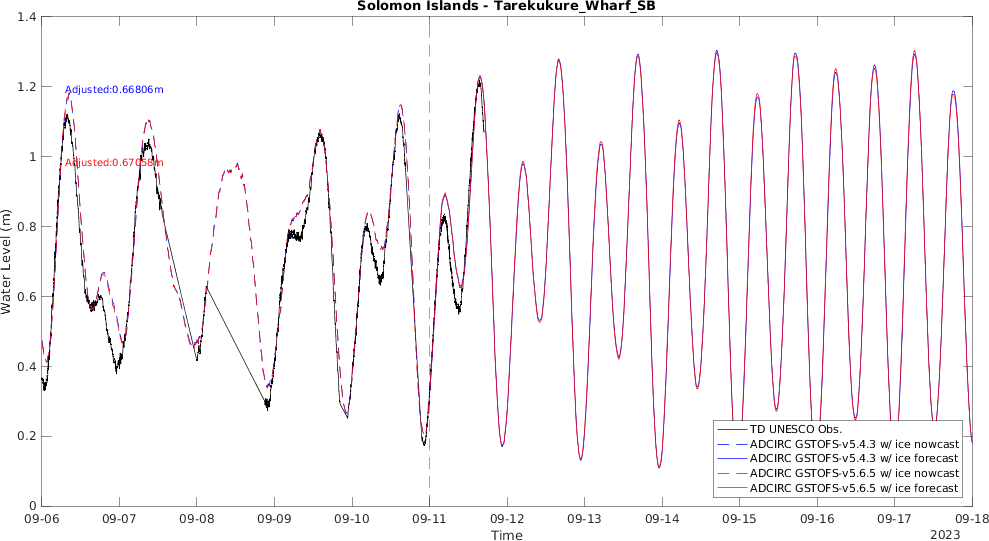 Solomon Islands - Tarekukure_Wharf_SB
1.4
1.2
1
0.8
0.6
0.4
0.2
0
Water Level (m)
Adjusted:0.66806m
Adjusted:0.67058m
TD UNESCO Obs.
ADCIRC GSTOFS-v5.4.3 w/ ice nowcast
ADCIRC GSTOFS-v5.4.3 w/ ice forecast
ADCIRC GSTOFS-v5.6.5 w/ ice nowcast
ADCIRC GSTOFS-v5.6.5 w/ ice forecast
09-06 09-07 09-08 09-09 09-10 09-11 09-12 09-13 09-14 09-15 09-16 09-17 09-18
Time
2023